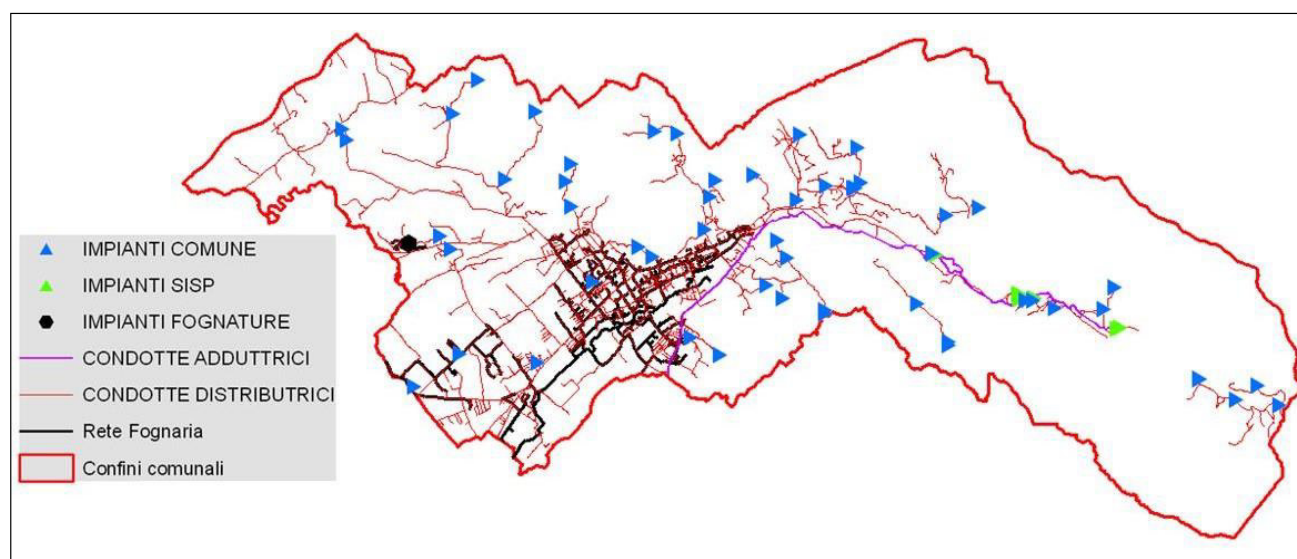 IMPIANTI COMUNE
IMPIANTI SISP
IMPIANTI FOGNATURE
CONDOTTE ADDUTTRICI
CONDOTTE DISTRIBUTRICI
Rete Fognaria
Confini comunali